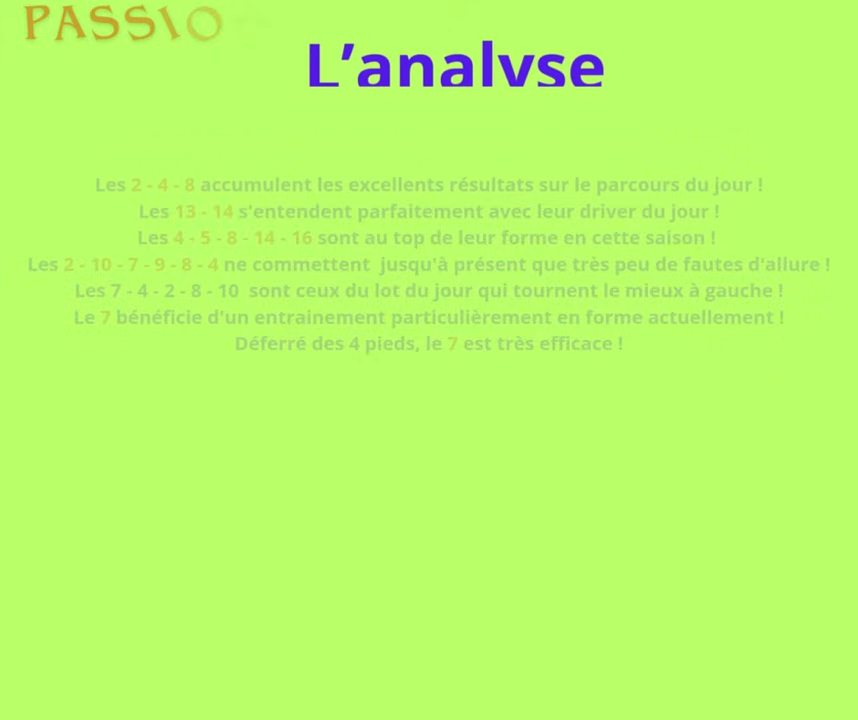 PASSIO
L'analyse
Les 2 - 4 - 8 accumulent les excellents résultats sur le parcours du jour !
Les 13 - 14 s'entendent parfaitement avec leur driver du jour !
Les 4 - 5 - 8 - 14 - 16 sont au top de leur forme en cette saison !
Les 2 - 10 - 7 - 9 - 8 - 4 ne commettent  jusqu'à présent que très peu de fautes d'allure !
Les 7 - 4 - 2 - 8 - 10  sont ceux du lot du jour qui tournent le mieux à gauche !
Le 7 bénéficie d'un entrainement particulièrement en forme actuellement !
Déferré des 4 pieds, le 7 est très efficace !